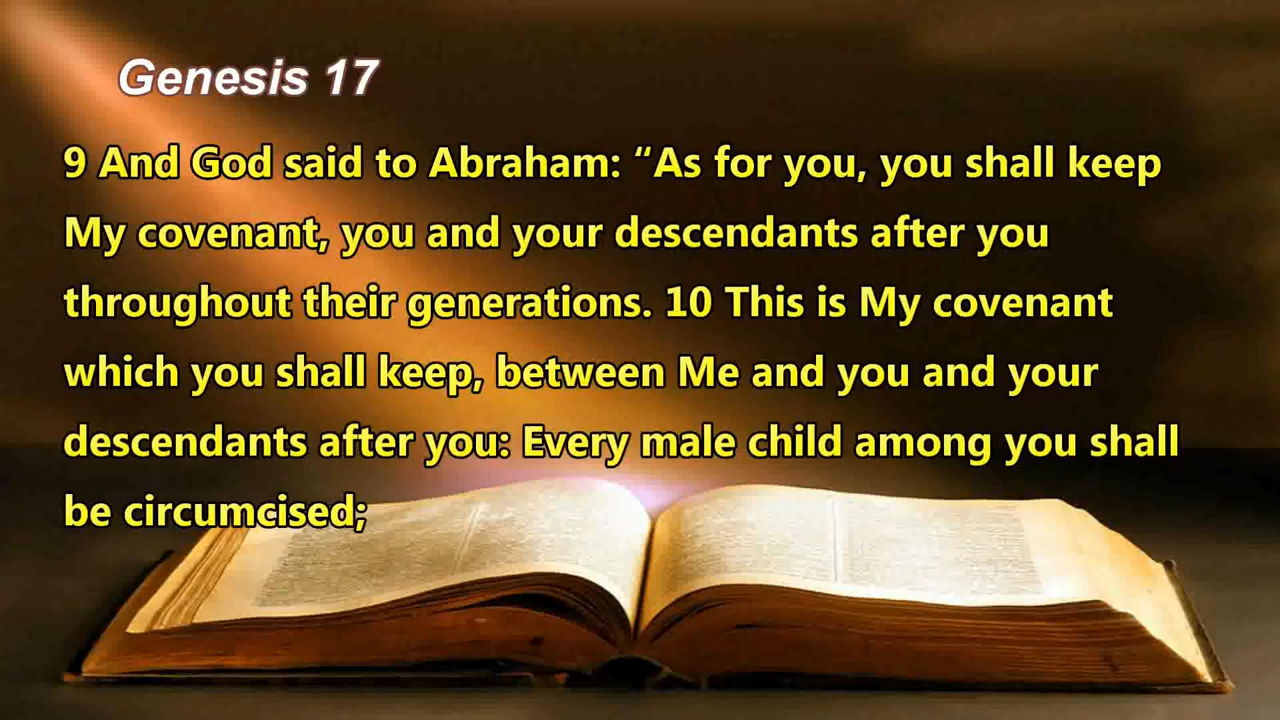 Genesis 17
9 And God said to Abraham: “As for you, you shall keep
My covenant, you and your descendants after you
throughout their generations. 10 This is My covenant
which you shall keep, between Me and you and your
descendants after you: Every male child among you shall
be circumcised;